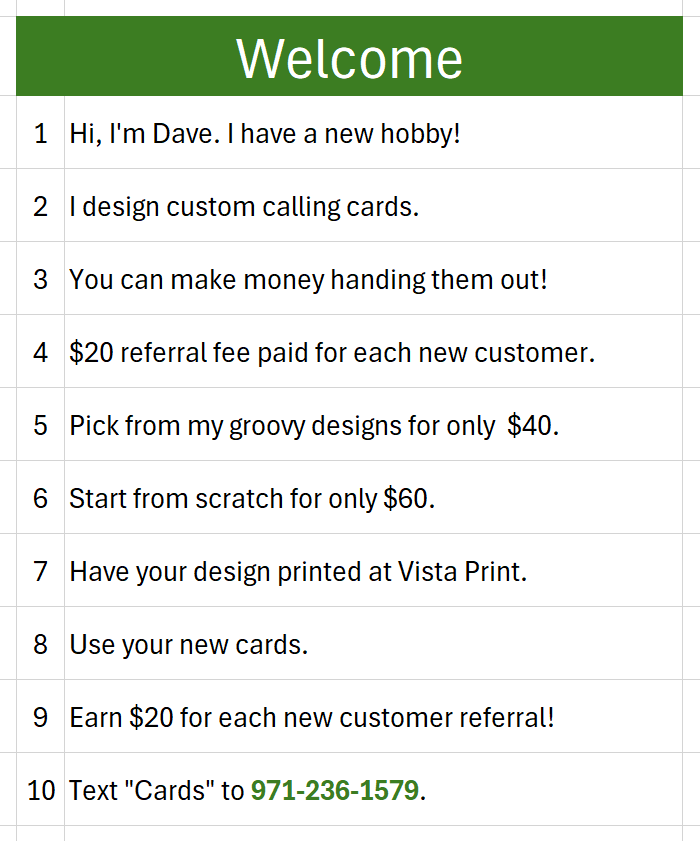 Welcome
1 Hi, I'm Dave. I have a new hobby!
2 I design custom calling cards.
3 You can make money handing them out!
4 $20 referral fee paid for each new customer.
5 Pick from my groovy designs for only  $40.
6 Start from scratch for only $60.
7 Have your design printed at Vista Print.
8 Use your new cards.
9 Earn $20 for each new customer referral!
10 Text "Cards" to 971-236-1579.